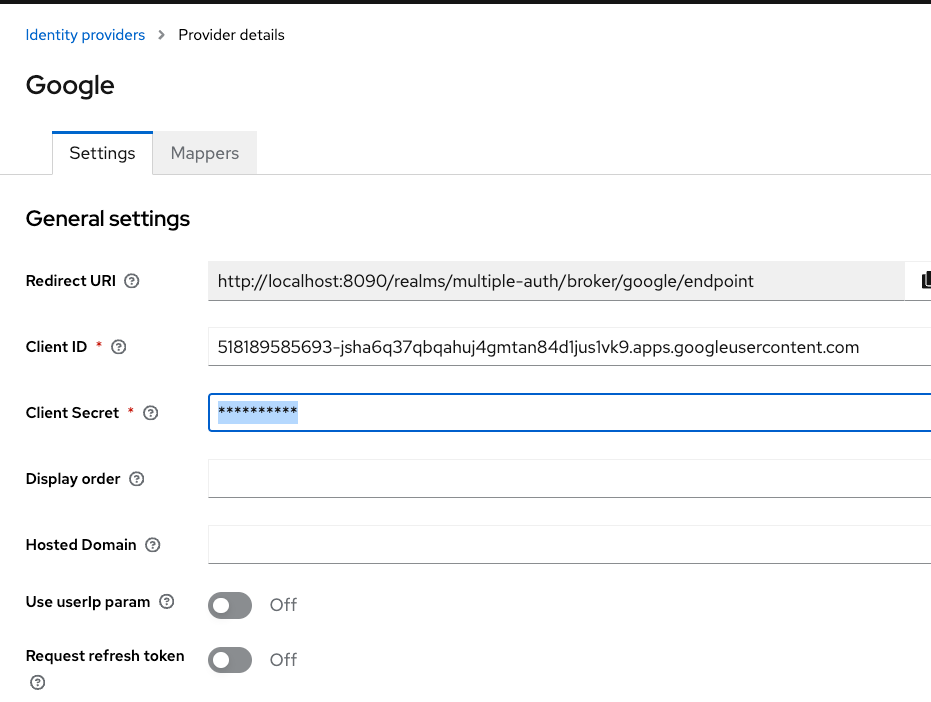 Identity providers > Provider details
Google
Settings Mappers
General settings
Redirect URI http://localhost:8090/realms/multiple-auth/broker/google/endpoint
Client ID * 518189585693-jsha6q37qbqahuj4gmtan84d1jus1vk9.apps.googleusercontent.com
Client Secret * **********
Display order
Hosted Domain
Use userIp param Off
Request refresh token Off